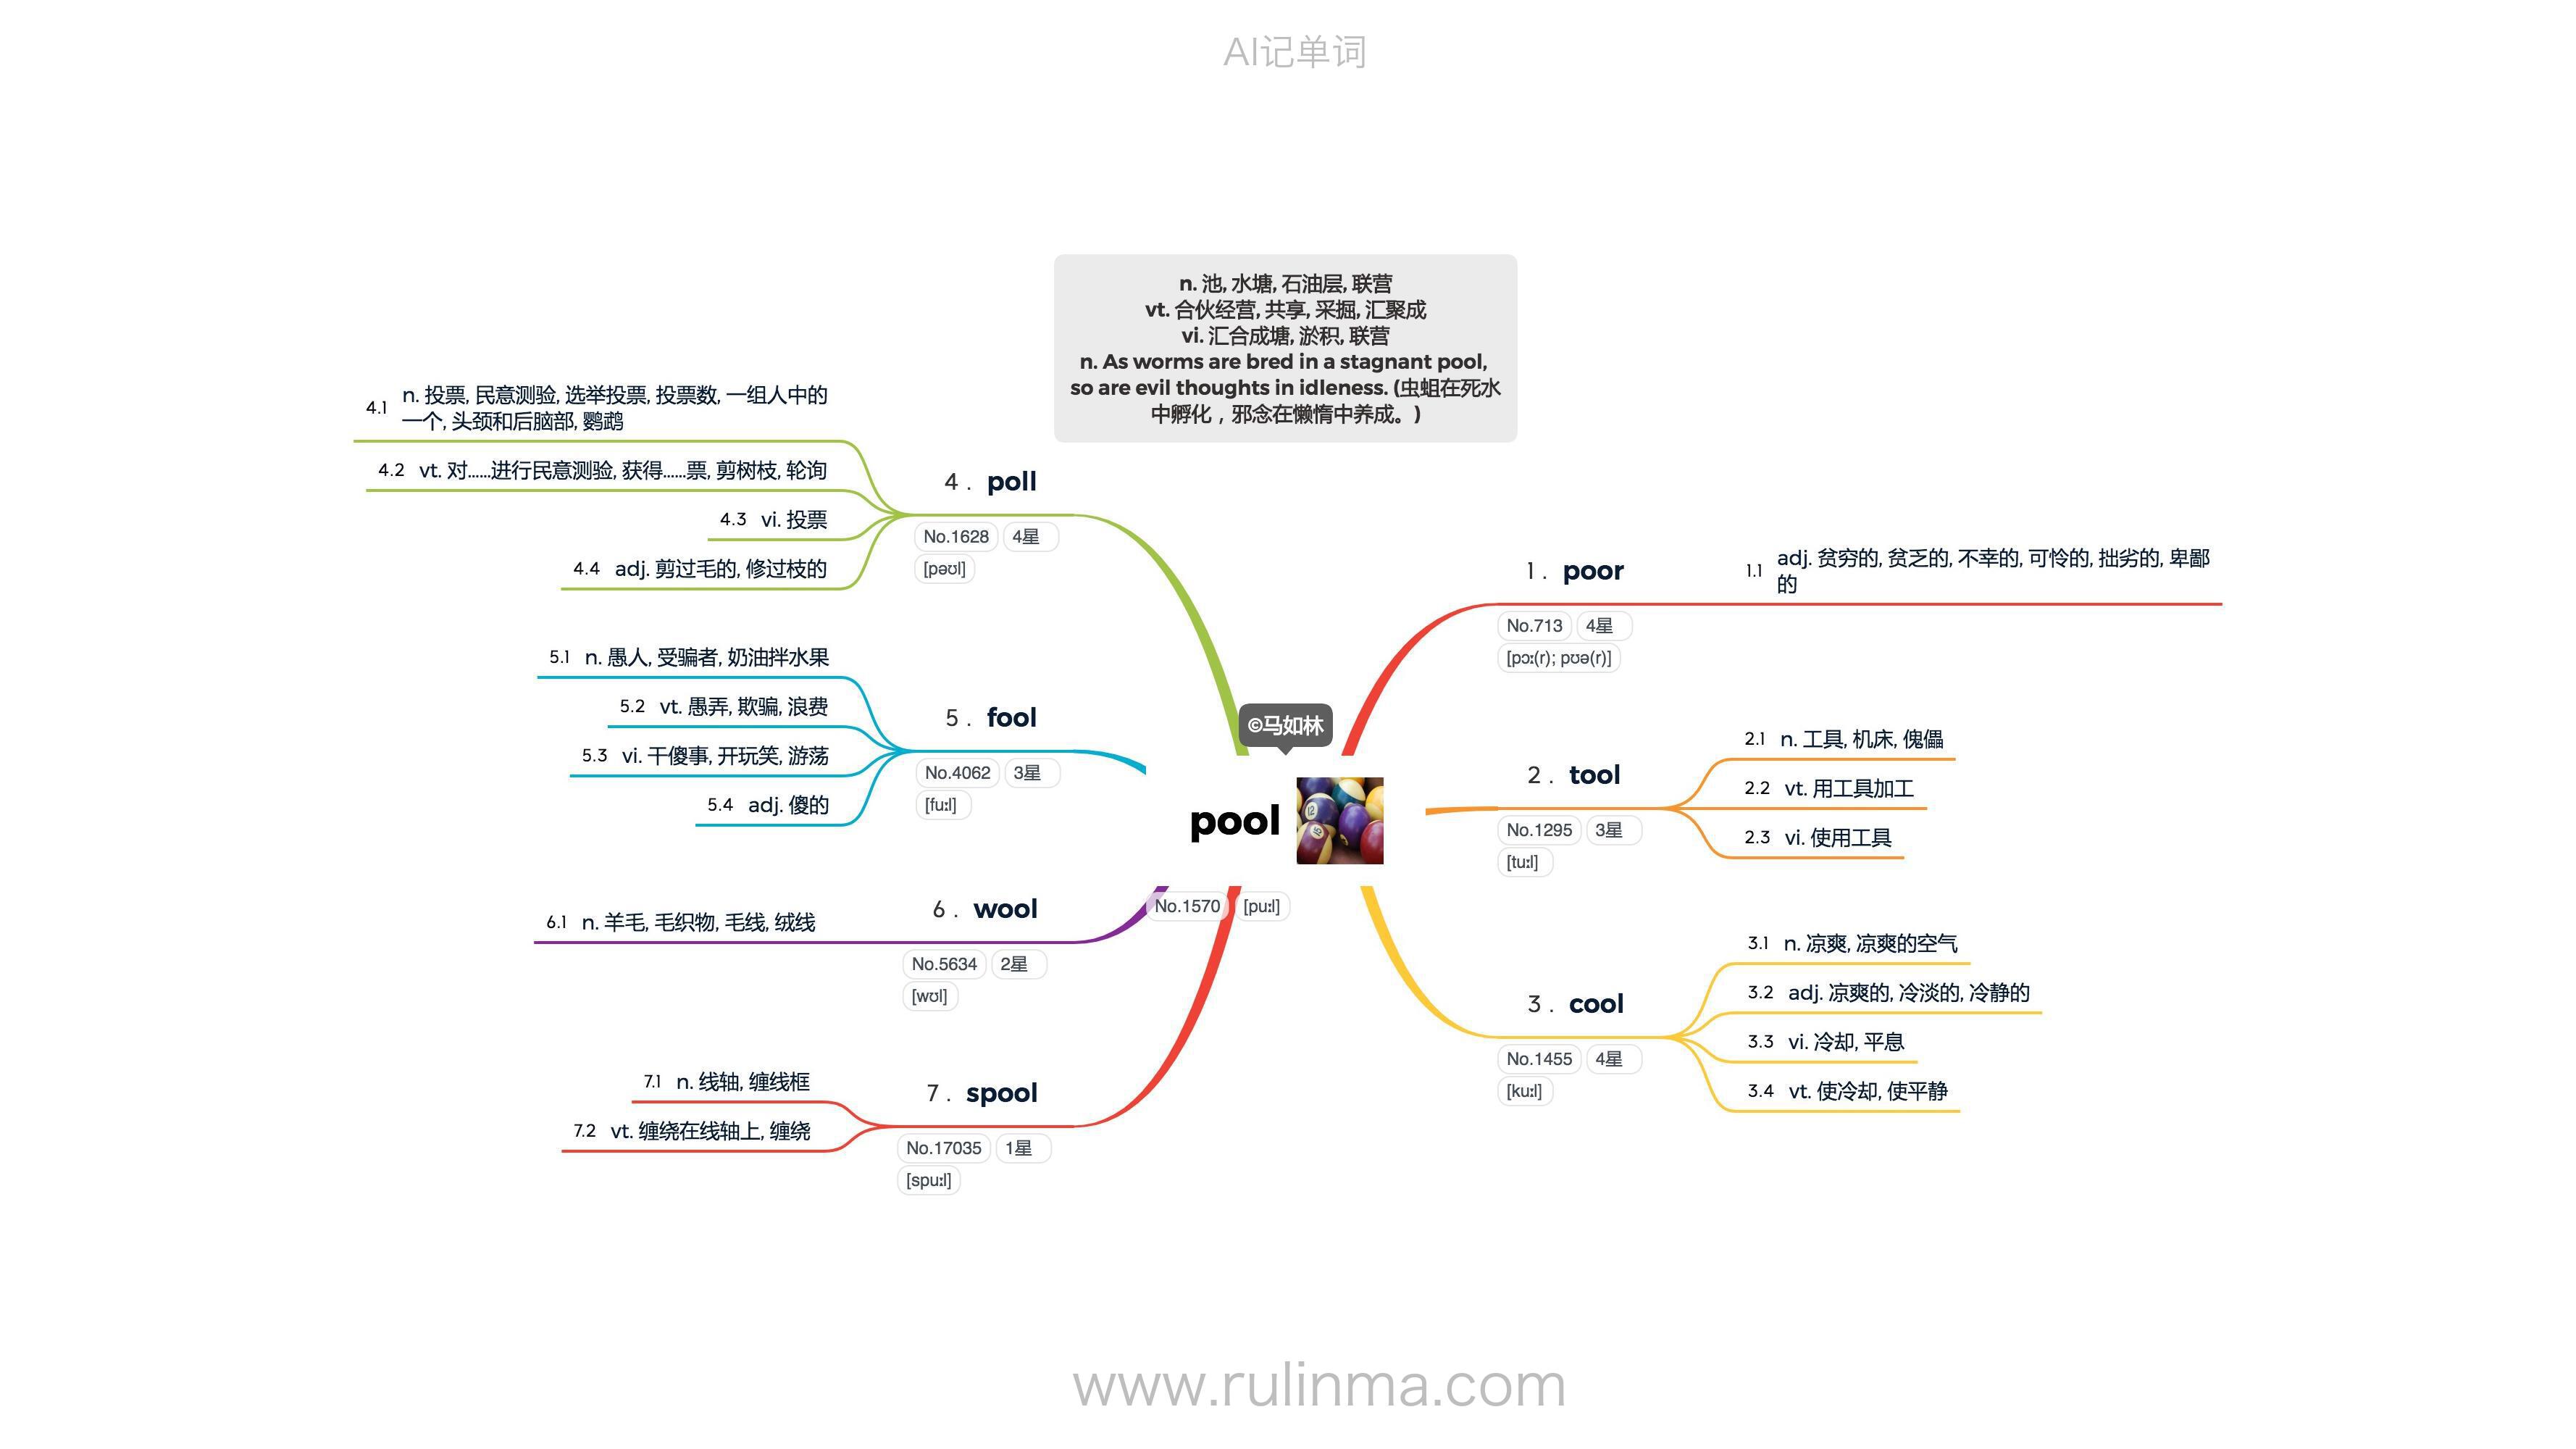 AI记单词
n. 池, 水塘, 石油层, 联营
vt. 合伙经营, 共享, 采掘, 汇聚成
vi. 汇合成塘, 淤积, 联营
n. As worms are bred in a stagnant pool,
so are evil thoughts in idleness. (虫蛆在死水
中孵化，邪念在懒惰中养成。)
©马如林
pool
12
15
No.1570 [puːl]
1. poor
No.713 4星
[pɔː(r); pʊə(r)]
1.1 adj. 贫穷的, 贫乏的, 不幸的, 可怜的, 拙劣的, 卑鄙
的
2. tool
No.1295 3星
[tuːl]
2.1 n. 工具, 机床, 傀儡
2.2 vt. 用工具加工
2.3 vi. 使用工具
3. cool
No.1455 4星
[kuːl]
3.1 n. 凉爽, 凉爽的空气
3.2 adj. 凉爽的, 冷淡的, 冷静的
3.3 vi. 冷却, 平息
3.4 vt. 使冷却, 使平静
4. poll
No.1628 4星
[pəʊl]
4.1 n. 投票, 民意测验, 选举投票, 投票数, 一组人中的
一个, 头颈和后脑部, 鹦鹉
4.2 vt. 对……进行民意测验, 获得……票, 剪树枝, 轮询
4.3 vi. 投票
4.4 adj. 剪过毛的, 修过枝的
5. fool
No.4062 3星
[fuːl]
5.1 n. 愚人, 受骗者, 奶油拌水果
5.2 vt. 愚弄, 欺骗, 浪费
5.3 vi. 干傻事, 开玩笑, 游荡
5.4 adj. 傻的
6. wool
No.5634 2星
[wʊl]
6.1 n. 羊毛, 毛织物, 毛线, 绒线
7. spool
No.17035 1星
[spuːl]
7.1 n. 线轴, 缠线框
7.2 vt. 缠绕在线轴上, 缠绕
www.rulinma.com